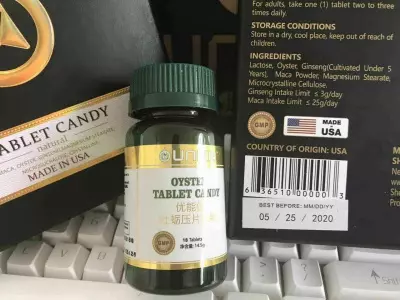 For adults, take one (1) tablet two to three times daily.
STORAGE CONDITIONS
Store in a dry, cool place, keep out of reach of children.
INGREDIENTS
Lactose, Oyster, Ginseng(Cultivated Under 5 Years), Maca Powder, Magnesium Stearate, Microcrystalline Cellulose.
Ginseng Intake Limit ≤ 3g/day
Maca Intake Limit ≤ 25g/day
GMP
MADE IN USA
COUNTRY OF ORIGIN: USA
BEST BEFORE: MM/DD/YY
05 / 25 / 2020
TABLET CANDY
natural
MADE IN USA
OYSTER
TABLET CANDY
牡蛎压片
GMP
18 Tablets
净含量: